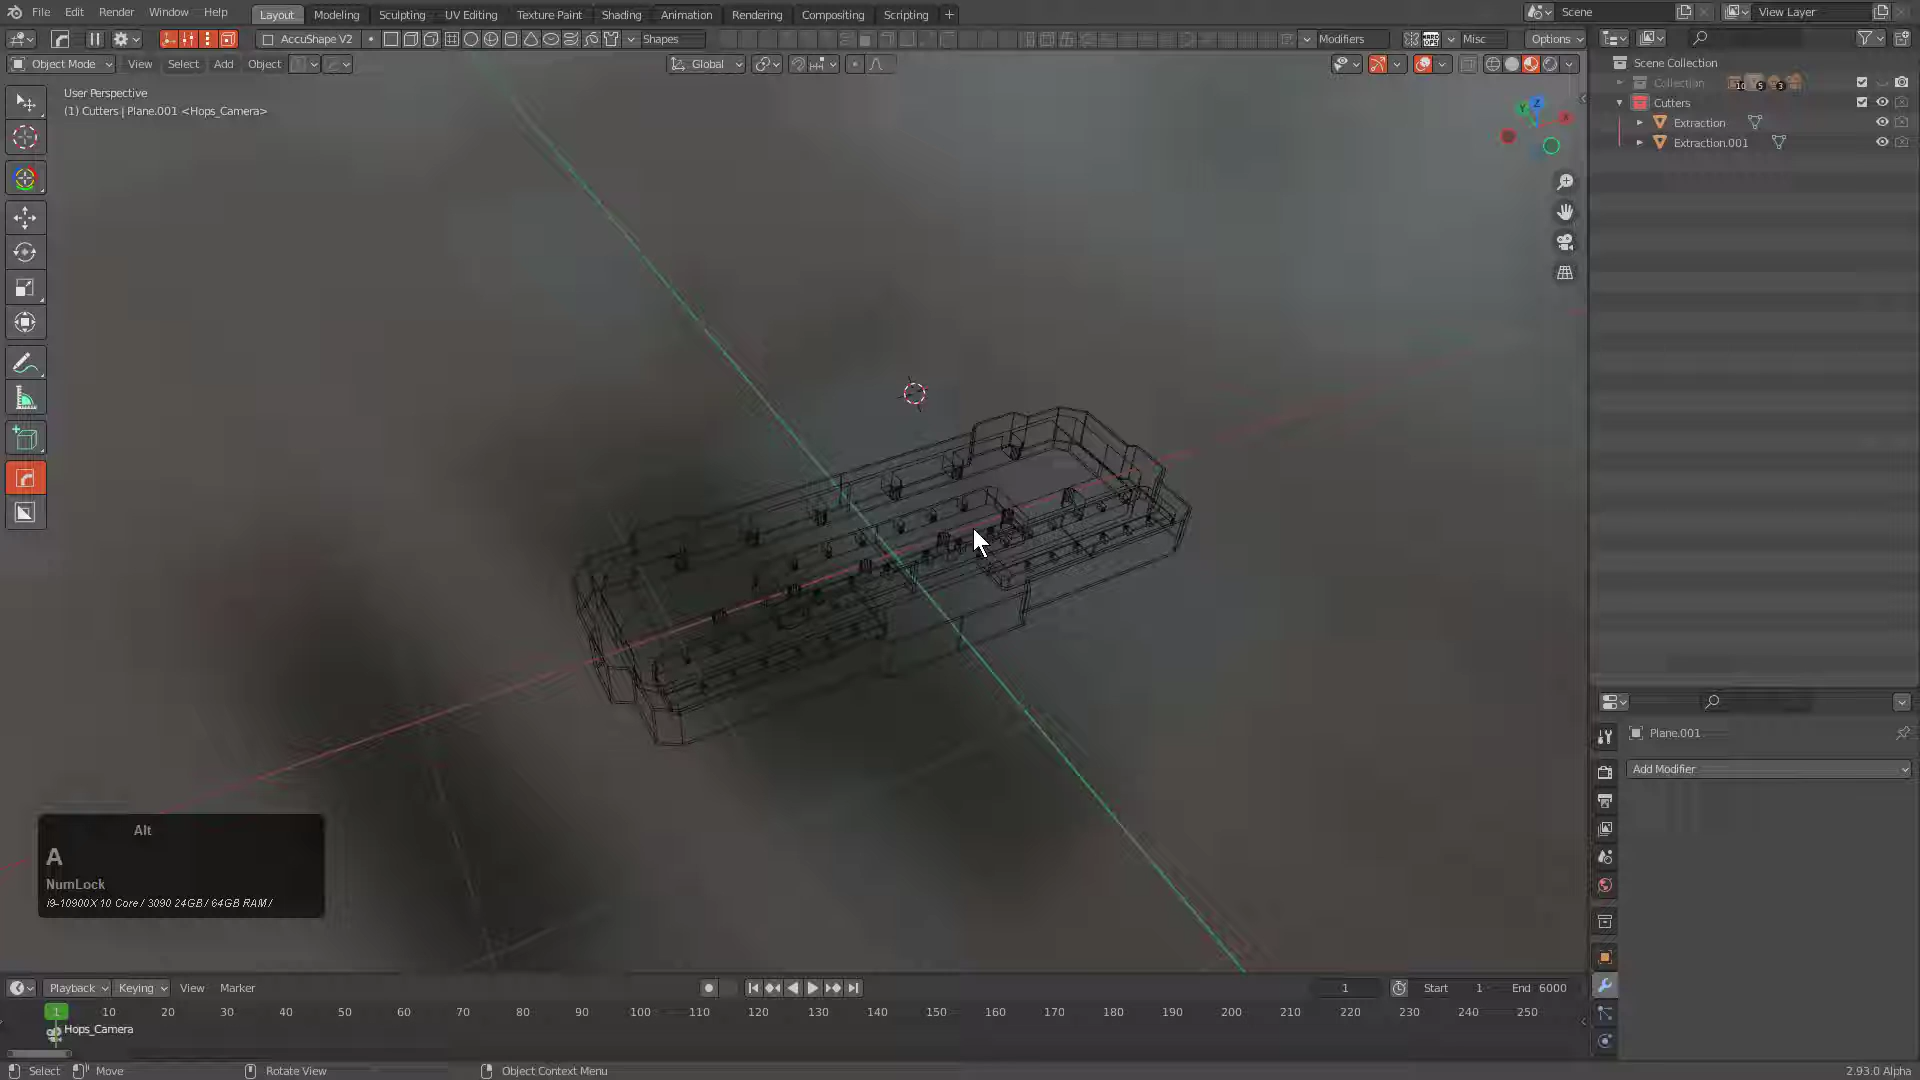 File Edit Render Window Help
Layout Modeling Sculpting UV Editing Texture Paint Shading Animation Rendering Compositing Scripting +
Scene
View Layer
AccuShape V2
Shapes
Modifiers
Misc
Options
Object Mode View Select Add Object
Global
User Perspective
(1) Cutters | Plane.001 <Hops_Camera>
Z
Y
X
Scene Collection
Collection
10
5
3
Cutters
Extraction
Extraction.001
Plane.001
Add Modifier
Alt
A
NumLock
i9-10900X 10 Core / 3090 24GB / 64GB RAM /
Playback Keying View Marker
1
Start 1
End 6000
1 10 20 30 40 50 60 70 80 90 100 110 120 130 140 150 160 170 180 190 200 210 220 230 240 250
Hops_Camera
Select Move Rotate View Object Context Menu
2.93.0 Alpha